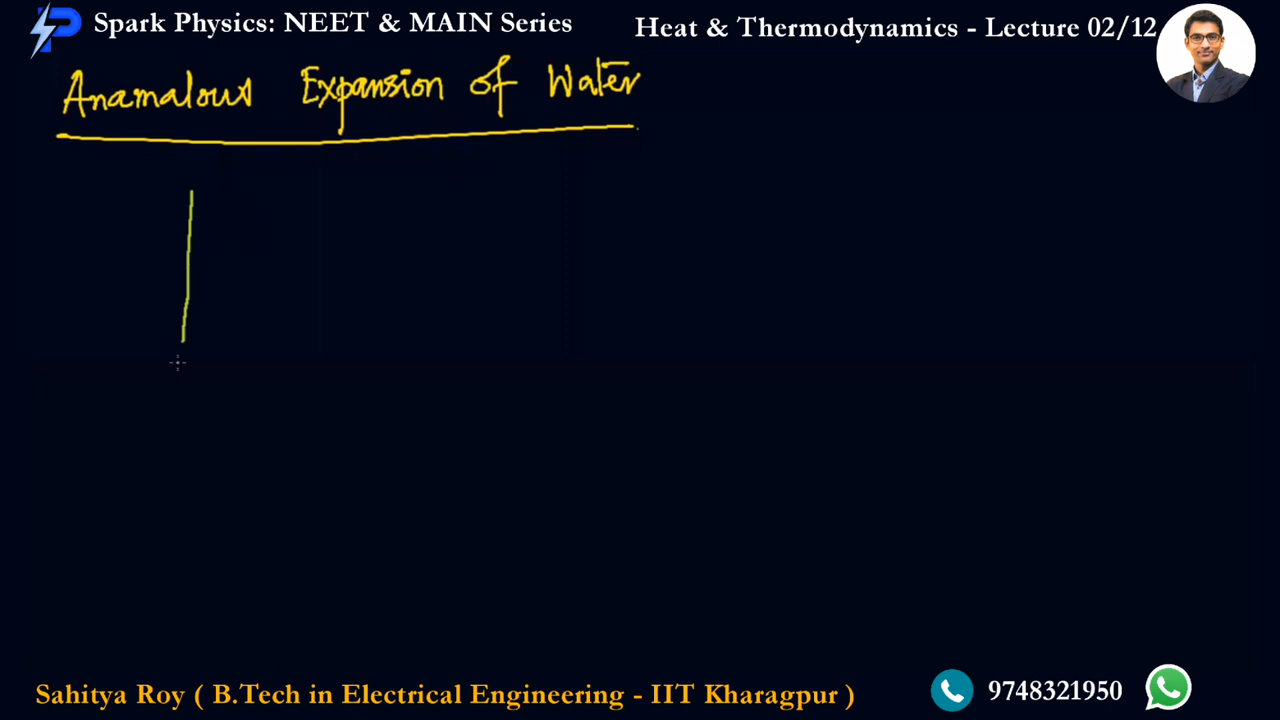 Spark Physics: NEET & MAIN Series
Heat & Thermodynamics - Lecture 02/12
Anamalous Expansion of Water
Sahitya Roy ( B.Tech in Electrical Engineering - IIT Kharagpur )
9748321950